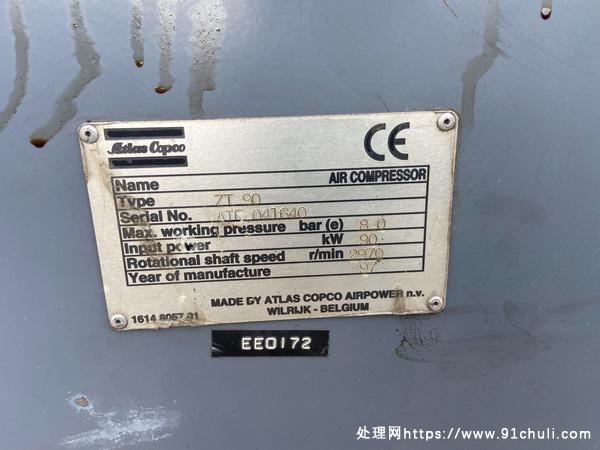 Atlas Copco
CE
Name AIR COMPRESSOR
Type ZT 90
Serial No. 041640
Max. working pressure bar (e) 8.0
Input power kW 90
Rotational shaft speed r/min 2970
Year of manufacture 97
MADE BY ATLAS COPCO AIRPOWER n.v.
WILRIJK - BELGIUM
1614 8057 01
EE0172
处理网https://www.91chuli.com/